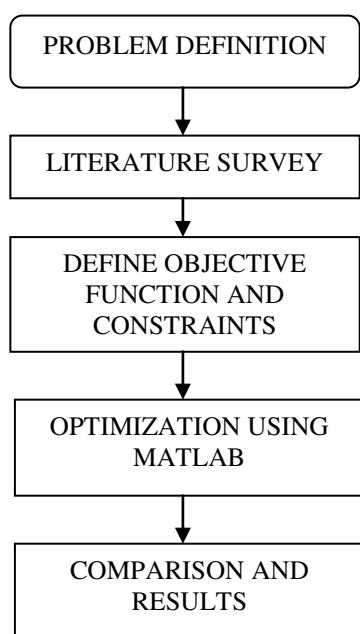 PROBLEM DEFINITION
LITERATURE SURVEY
DEFINE OBJECTIVE
FUNCTION AND
CONSTRAINTS
OPTIMIZATION USING
MATLAB
COMPARISON AND
RESULTS